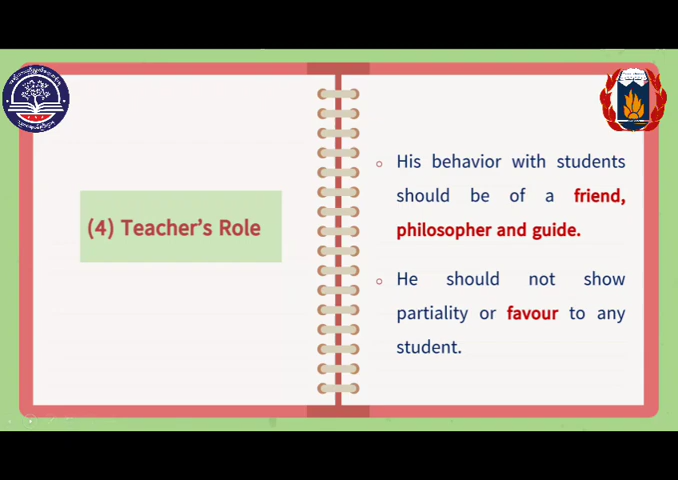 (4) Teacher's Role
His behavior with students
should be of a friend,
philosopher and guide.
He should not show
partiality or favour to any
student.